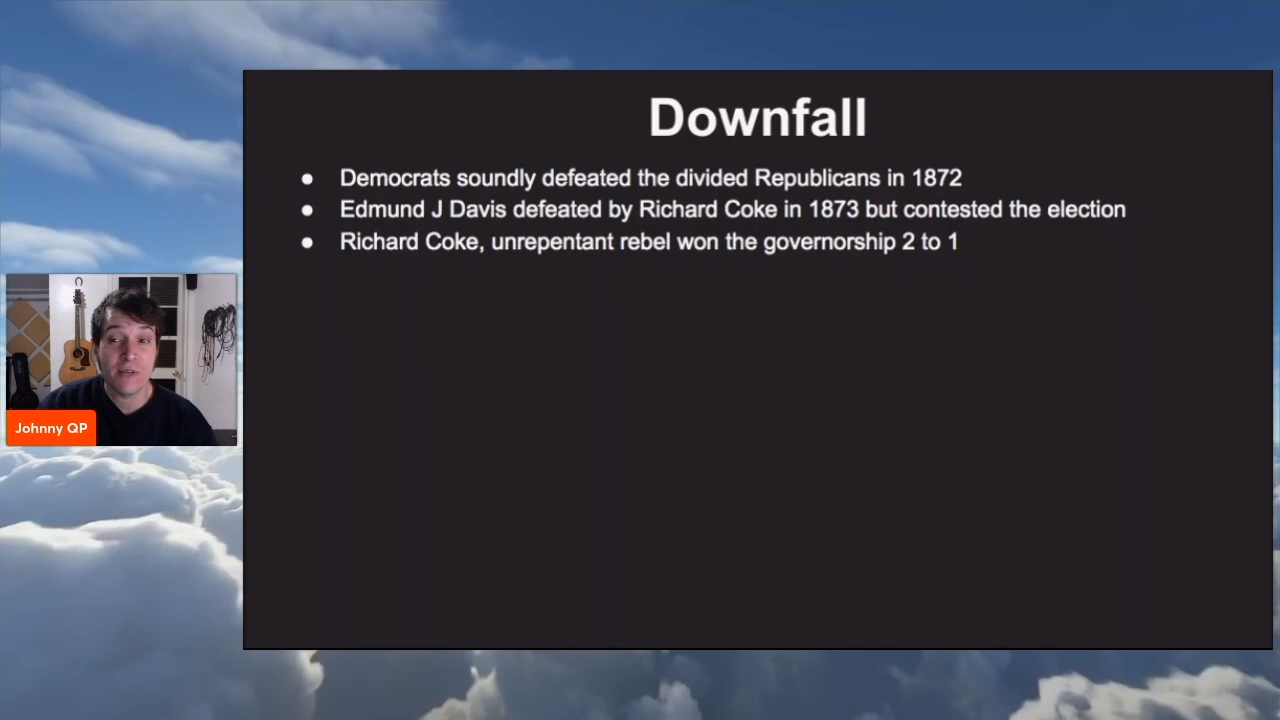 Downfall
● Democrats soundly defeated the divided Republicans in 1872
● Edmund J Davis defeated by Richard Coke in 1873 but contested the election
● Richard Coke, unrepentant rebel won the governorship 2 to 1
Johnny QP